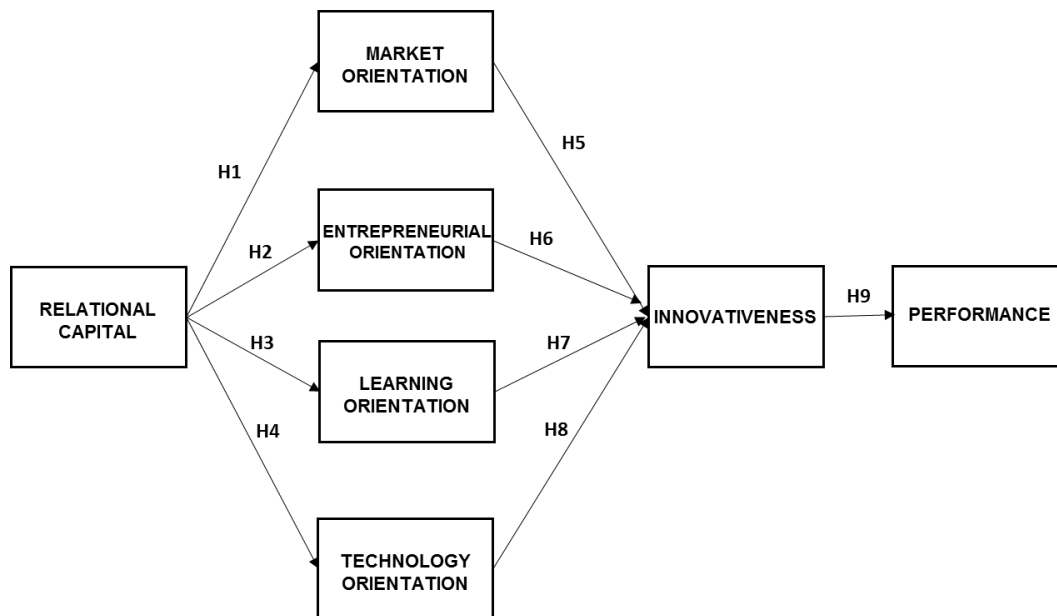 MARKET
ORIENTATION
H1
H5
ENTREPRENEURIAL
ORIENTATION
H2
H6
RELATIONAL
CAPITAL
INNOVATIVENESS
H9
PERFORMANCE
H3
H7
LEARNING
ORIENTATION
H4
H8
TECHNOLOGY
ORIENTATION